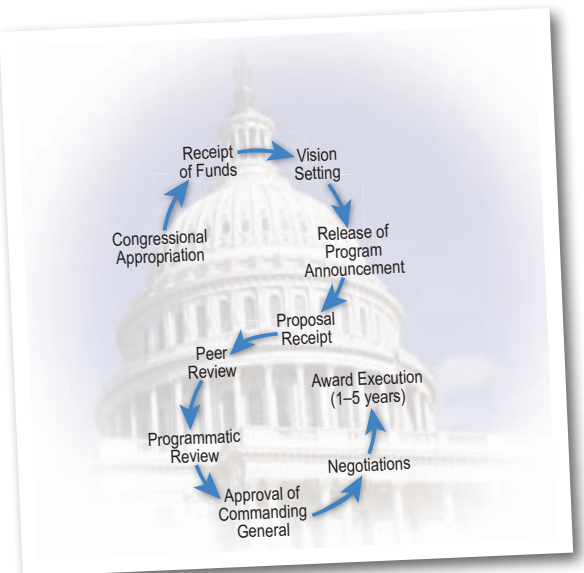 Congressional
Appropriation
Receipt
of Funds
Vision
Setting
Release of
Program
Announcement
Proposal
Receipt
Peer
Review
Programmatic
Review
Approval of
Commanding
General
Negotiations
Award Execution
(1–5 years)